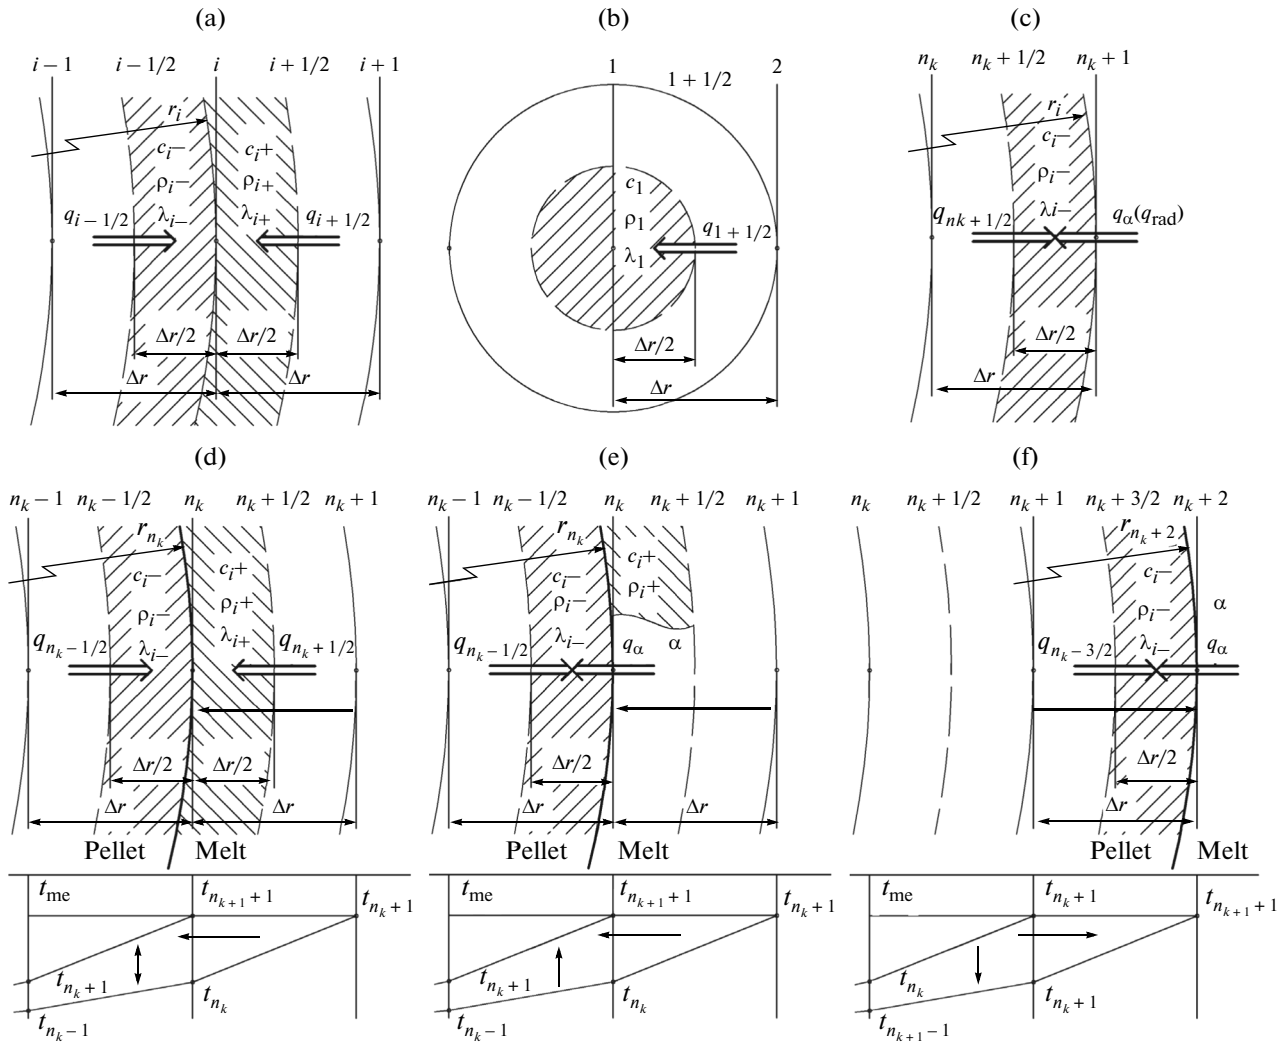 (a)
(b)
(c)
i – 1 i – 1/2 i i + 1/2 i + 1
1 1 + 1/2 2
n_k n_k + 1/2 n_k + 1
r_i
c_i– c_i+
ρ_i– ρ_i+
λ_i– λ_i+
q_i – 1/2 q_i + 1/2
Δr/2 Δr/2
Δr Δr
c_1
ρ_1
λ_1
q_1 + 1/2
Δr/2
Δr
r_i
c_i–
ρ_i–
λ_i–
q_nk + 1/2 q_α(q_rad)
Δr/2
Δr
(d)
(e)
(f)
n_k – 1 n_k – 1/2 n_k n_k + 1/2 n_k + 1
n_k – 1 n_k – 1/2 n_k n_k + 1/2 n_k + 1
n_k n_k + 1/2 n_k + 1 n_k + 3/2 n_k + 2
r_n_k
c_i– c_i+
ρ_i– ρ_i+
λ_i– λ_i+
q_n_k – 1/2 q_n_k + 1/2
Δr/2 Δr/2
Δr Δr
Pellet Melt
r_n_k
c_i– c_i+
ρ_i– ρ_i+
λ_i–
q_n_k – 1/2 q_α α
Δr/2
Δr Δr
Pellet Melt
r_n_k + 2
c_i–
ρ_i– α
λ_i–
q_n_k – 3/2 q_α
Δr/2
Δr
Pellet Melt
t_me t_n_k+1 + 1 t_n_k + 1
t_n_k + 1 t_n_k
t_n_k – 1
t_me t_n_k+1 + 1 t_n_k + 1
t_n_k + 1 t_n_k
t_n_k – 1
t_me t_n_k + 1 t_n_k+1 + 1
t_n_k t_n_k + 1
t_n_k+1 – 1